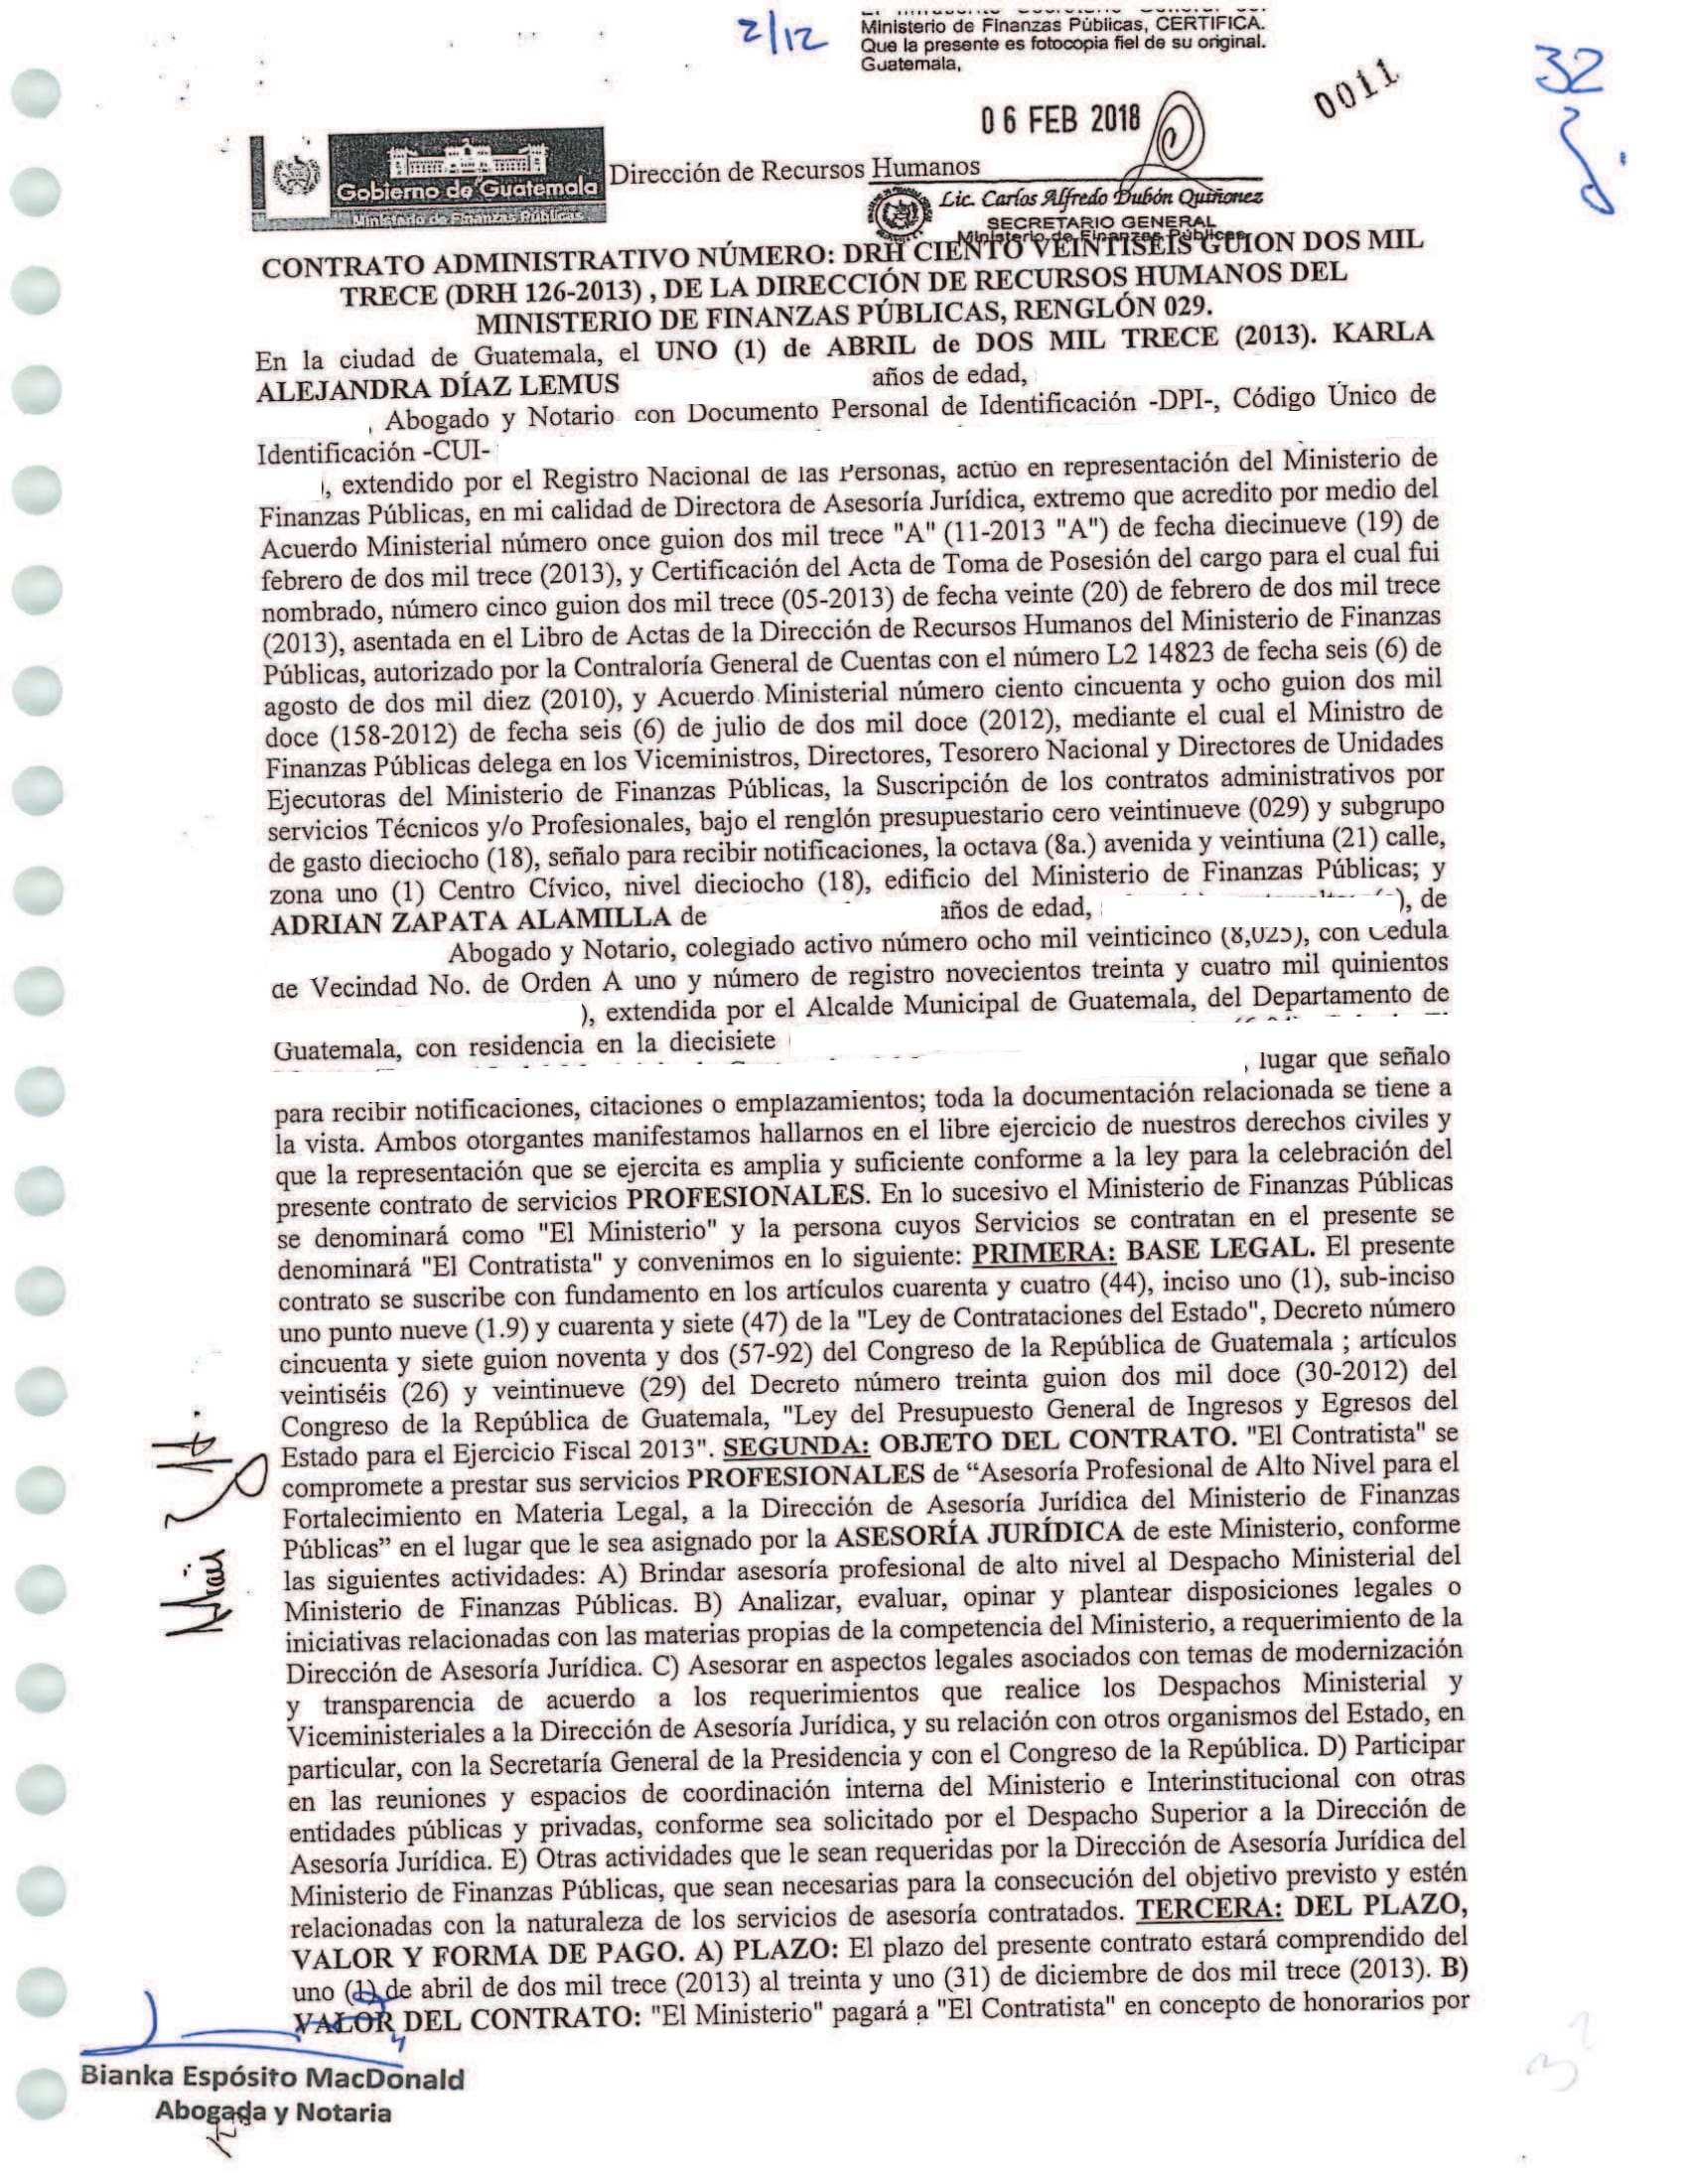 2/12
Ministerio de Finanzas Públicas, CERTIFICA.
Que la presente es fotocopia fiel de su original.
Guatemala,
32
0011
06 FEB 2018
Gobierno de Guatemala
Ministerio de Finanzas Públicas
Dirección de Recursos Humanos
Lic. Carlos Alfredo Dubón Quiñonez
SECRETARIO GENERAL
Ministerio de Finanzas Públicas
CONTRATO ADMINISTRATIVO NÚMERO: DRH CIENTO VEINTISEIS GUION DOS MIL
TRECE (DRH 126-2013) , DE LA DIRECCIÓN DE RECURSOS HUMANOS DEL
MINISTERIO DE FINANZAS PÚBLICAS, RENGLÓN 029.
En la ciudad de Guatemala, el UNO (1) de ABRIL de DOS MIL TRECE (2013). KARLA
ALEJANDRA DÍAZ LEMUS años de edad,
, Abogado y Notario con Documento Personal de Identificación -DPI-, Código Único de
Identificación -CUI-
, extendido por el Registro Nacional de las Personas, actúo en representación del Ministerio de
Finanzas Públicas, en mi calidad de Directora de Asesoría Jurídica, extremo que acredito por medio del
Acuerdo Ministerial número once guion dos mil trece "A" (11-2013 "A") de fecha diecinueve (19) de
febrero de dos mil trece (2013), y Certificación del Acta de Toma de Posesión del cargo para el cual fui
nombrado, número cinco guion dos mil trece (05-2013) de fecha veinte (20) de febrero de dos mil trece
(2013), asentada en el Libro de Actas de la Dirección de Recursos Humanos del Ministerio de Finanzas
Públicas, autorizado por la Contraloría General de Cuentas con el número L2 14823 de fecha seis (6) de
agosto de dos mil diez (2010), y Acuerdo Ministerial número ciento cincuenta y ocho guion dos mil
doce (158-2012) de fecha seis (6) de julio de dos mil doce (2012), mediante el cual el Ministro de
Finanzas Públicas delega en los Viceministros, Directores, Tesorero Nacional y Directores de Unidades
Ejecutoras del Ministerio de Finanzas Públicas, la Suscripción de los contratos administrativos por
servicios Técnicos y/o Profesionales, bajo el renglón presupuestario cero veintinueve (029) y subgrupo
de gasto dieciocho (18), señalo para recibir notificaciones, la octava (8a.) avenida y veintiuna (21) calle,
zona uno (1) Centro Cívico, nivel dieciocho (18), edificio del Ministerio de Finanzas Públicas; y
ADRIAN ZAPATA ALAMILLA de años de edad, ), de
Abogado y Notario, colegiado activo número ocho mil veinticinco (8,025), con Cedula
de Vecindad No. de Orden A uno y número de registro novecientos treinta y cuatro mil quinientos
), extendida por el Alcalde Municipal de Guatemala, del Departamento de
Guatemala, con residencia en la diecisiete
, lugar que señalo
para recibir notificaciones, citaciones o emplazamientos; toda la documentación relacionada se tiene a
la vista. Ambos otorgantes manifestamos hallarnos en el libre ejercicio de nuestros derechos civiles y
que la representación que se ejercita es amplia y suficiente conforme a la ley para la celebración del
presente contrato de servicios PROFESIONALES. En lo sucesivo el Ministerio de Finanzas Públicas
se denominará como "El Ministerio" y la persona cuyos Servicios se contratan en el presente se
denominará "El Contratista" y convenimos en lo siguiente: PRIMERA: BASE LEGAL. El presente
contrato se suscribe con fundamento en los artículos cuarenta y cuatro (44), inciso uno (1), sub-inciso
uno punto nueve (1.9) y cuarenta y siete (47) de la "Ley de Contrataciones del Estado", Decreto número
cincuenta y siete guion noventa y dos (57-92) del Congreso de la República de Guatemala ; artículos
veintiséis (26) y veintinueve (29) del Decreto número treinta guion dos mil doce (30-2012) del
Congreso de la República de Guatemala, "Ley del Presupuesto General de Ingresos y Egresos del
Estado para el Ejercicio Fiscal 2013". SEGUNDA: OBJETO DEL CONTRATO. "El Contratista" se
compromete a prestar sus servicios PROFESIONALES de “Asesoría Profesional de Alto Nivel para el
Fortalecimiento en Materia Legal, a la Dirección de Asesoría Jurídica del Ministerio de Finanzas
Públicas” en el lugar que le sea asignado por la ASESORÍA JURÍDICA de este Ministerio, conforme
las siguientes actividades: A) Brindar asesoría profesional de alto nivel al Despacho Ministerial del
Ministerio de Finanzas Públicas. B) Analizar, evaluar, opinar y plantear disposiciones legales o
iniciativas relacionadas con las materias propias de la competencia del Ministerio, a requerimiento de la
Dirección de Asesoría Jurídica. C) Asesorar en aspectos legales asociados con temas de modernización
y transparencia de acuerdo a los requerimientos que realice los Despachos Ministerial y
Viceministeriales a la Dirección de Asesoría Jurídica, y su relación con otros organismos del Estado, en
particular, con la Secretaría General de la Presidencia y con el Congreso de la República. D) Participar
en las reuniones y espacios de coordinación interna del Ministerio e Interinstitucional con otras
entidades públicas y privadas, conforme sea solicitado por el Despacho Superior a la Dirección de
Asesoría Jurídica. E) Otras actividades que le sean requeridas por la Dirección de Asesoría Jurídica del
Ministerio de Finanzas Públicas, que sean necesarias para la consecución del objetivo previsto y estén
relacionadas con la naturaleza de los servicios de asesoría contratados. TERCERA: DEL PLAZO,
VALOR Y FORMA DE PAGO. A) PLAZO: El plazo del presente contrato estará comprendido del
uno (1) de abril de dos mil trece (2013) al treinta y uno (31) de diciembre de dos mil trece (2013). B)
VALOR DEL CONTRATO: "El Ministerio" pagará a "El Contratista" en concepto de honorarios por
Bianka Espósito MacDonald
Abogada y Notaria